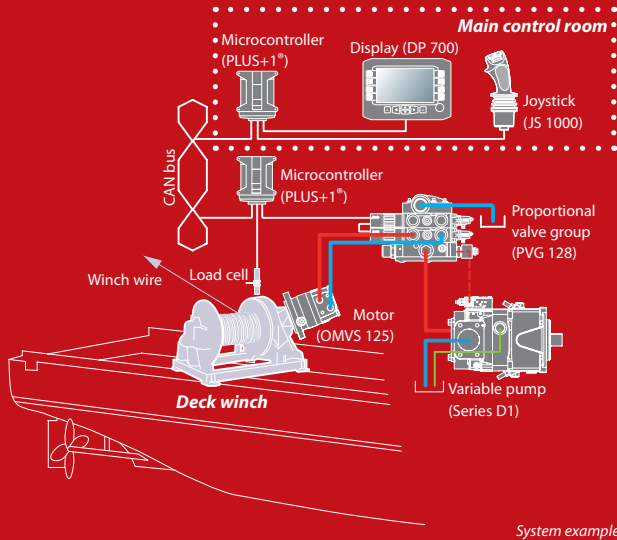 Main control room
Microcontroller
(PLUS+1®)
Display (DP 700)
Joystick
(JS 1000)
CAN bus
Microcontroller
(PLUS+1®)
Proportional
valve group
(PVG 128)
Winch wire
Load cell
Motor
(OMVS 125)
Variable pump
(Series D1)
Deck winch
System example